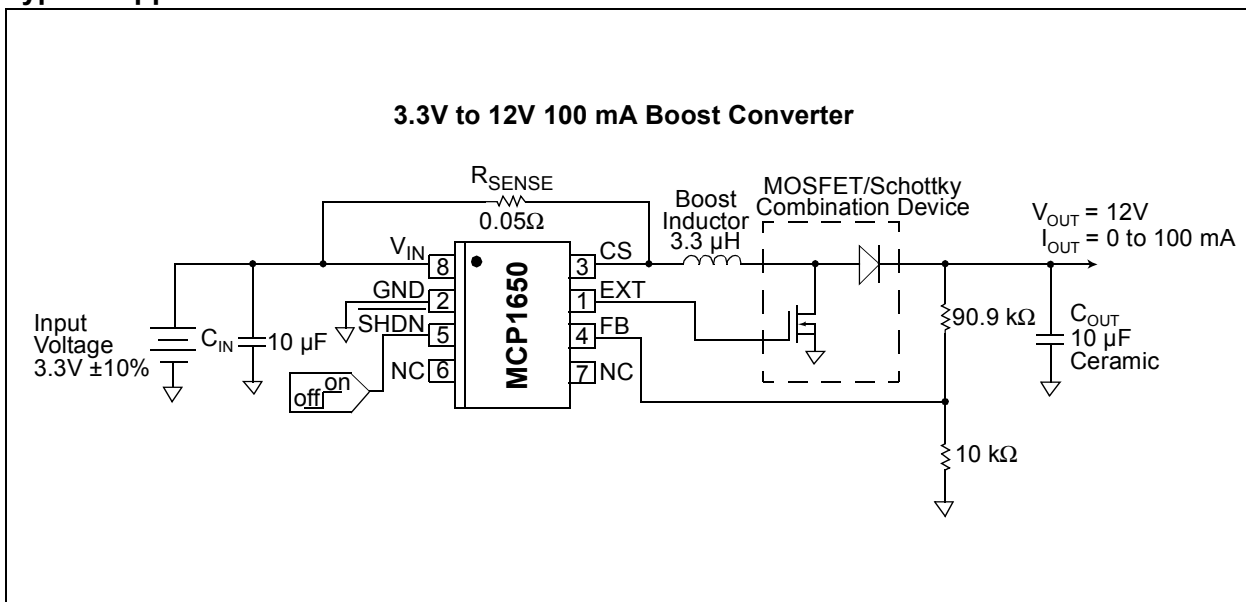 3.3V to 12V 100 mA Boost Converter
RSENSE
0.05Ω
Boost
Inductor
3.3 µH
MOSFET/Schottky
Combination Device
VOUT = 12V
IOUT = 0 to 100 mA
VIN
8
GND
2
SHDN
5
NC
6
MCP1650
3
CS
1
EXT
4
FB
7
NC
Input
Voltage
3.3V ±10%
CIN
10 µF
off
on
90.9 kΩ
COUT
10 µF
Ceramic
10 kΩ